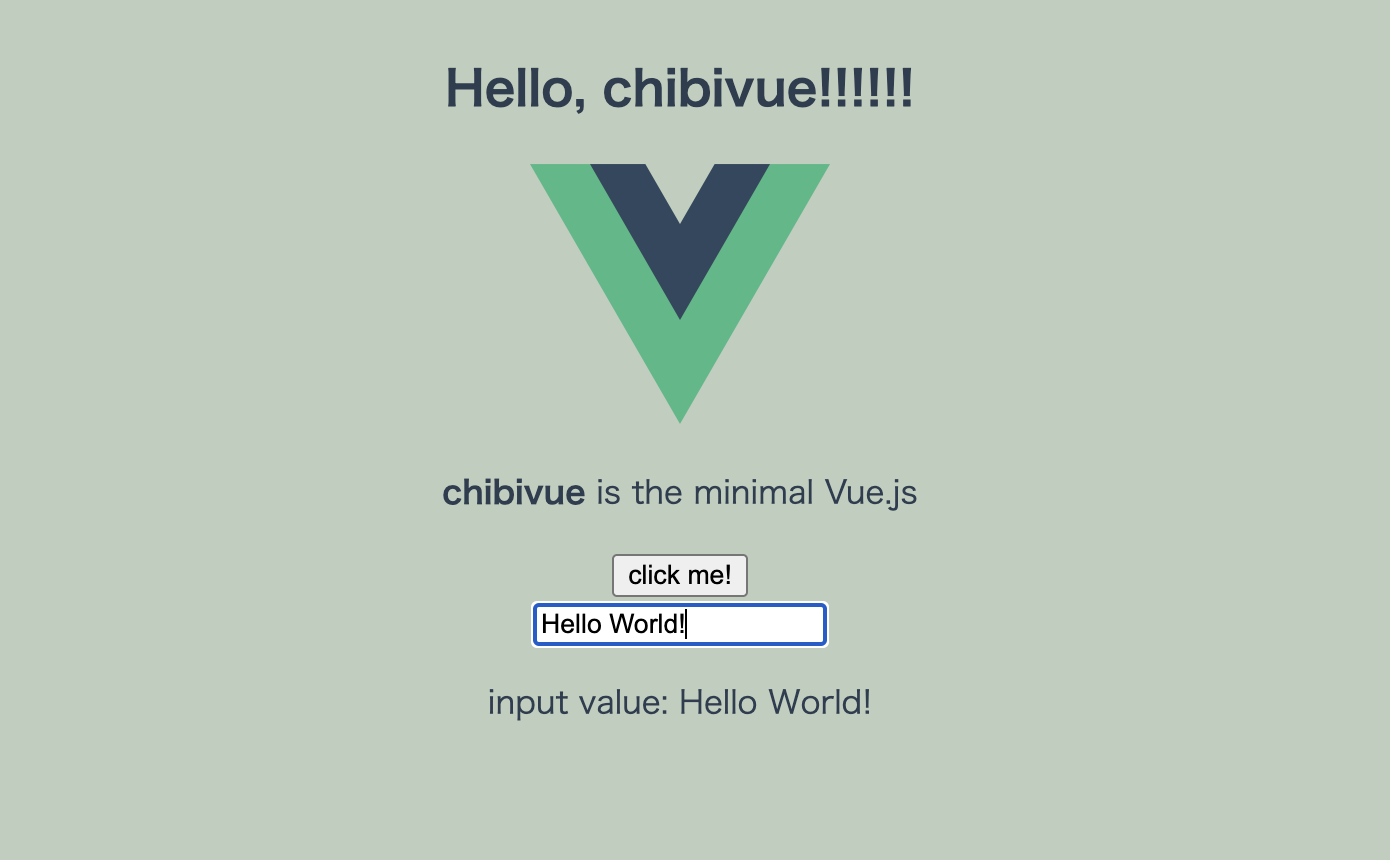 Hello, chibivue!!!!!!
chibivue is the minimal Vue.js
click me!
Hello World!
input value: Hello World!